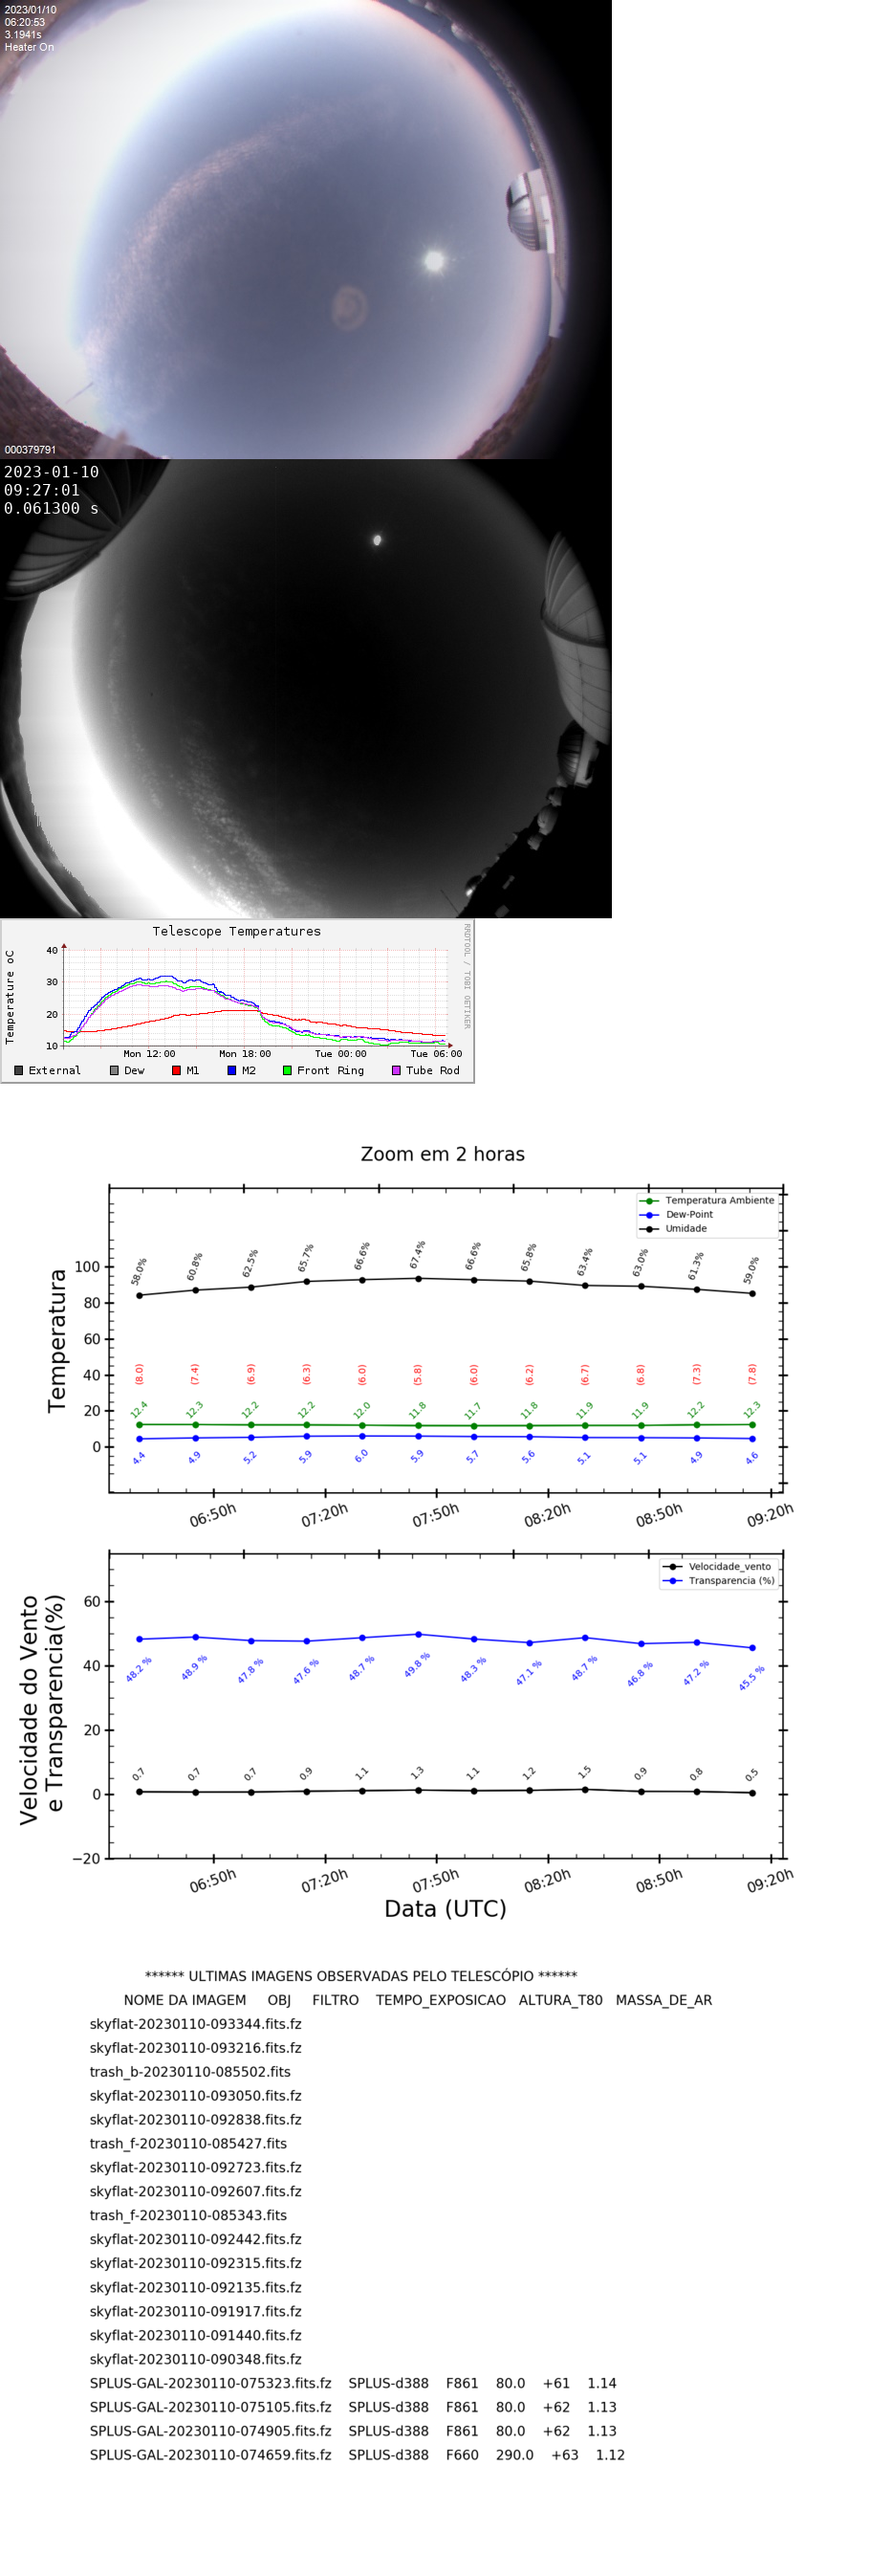 2023/01/10
06:20:53
3.1941s
Heater On
000379791
2023-01-10
09:27:01
0.061300 s
Telescope Temperatures
RRDTOOL / TOBI OETIKER
Temperature oC
40
30
20
10
Mon 12:00 Mon 18:00 Tue 00:00 Tue 06:00
External Dew M1 M2 Front Ring Tube Rod
Zoom em 2 horas
Temperatura Ambiente
Dew-Point
Umidade
Temperatura
100
80
60
40
20
0
58.0% 60.8% 62.5% 65.7% 66.6% 67.4% 66.6% 65.8% 63.4% 63.0% 61.3% 59.0%
(8.0) (7.4) (6.9) (6.3) (6.0) (5.8) (6.0) (6.2) (6.7) (6.8) (7.3) (7.8)
12.4 12.3 12.2 12.2 12.0 11.8 11.7 11.8 11.9 11.9 12.2 12.3
4.4 4.9 5.2 5.9 6.0 5.9 5.7 5.6 5.1 5.1 4.9 4.6
06:50h 07:20h 07:50h 08:20h 08:50h 09:20h
Velocidade_vento
Transparencia (%)
Velocidade do Vento
e Transparencia(%)
60
40
20
0
−20
48.2 % 48.9 % 47.8 % 47.6 % 48.7 % 49.8 % 48.3 % 47.1 % 48.7 % 46.8 % 47.2 % 45.5 %
0.7 0.7 0.7 0.9 1.1 1.3 1.1 1.2 1.5 0.9 0.8 0.5
06:50h 07:20h 07:50h 08:20h 08:50h 09:20h
Data (UTC)
****** ULTIMAS IMAGENS OBSERVADAS PELO TELESCÓPIO ******
NOME DA IMAGEM OBJ FILTRO TEMPO_EXPOSICAO ALTURA_T80 MASSA_DE_AR
skyflat-20230110-093344.fits.fz
skyflat-20230110-093216.fits.fz
trash_b-20230110-085502.fits
skyflat-20230110-093050.fits.fz
skyflat-20230110-092838.fits.fz
trash_f-20230110-085427.fits
skyflat-20230110-092723.fits.fz
skyflat-20230110-092607.fits.fz
trash_f-20230110-085343.fits
skyflat-20230110-092442.fits.fz
skyflat-20230110-092315.fits.fz
skyflat-20230110-092135.fits.fz
skyflat-20230110-091917.fits.fz
skyflat-20230110-091440.fits.fz
skyflat-20230110-090348.fits.fz
SPLUS-GAL-20230110-075323.fits.fz SPLUS-d388 F861 80.0 +61 1.14
SPLUS-GAL-20230110-075105.fits.fz SPLUS-d388 F861 80.0 +62 1.13
SPLUS-GAL-20230110-074905.fits.fz SPLUS-d388 F861 80.0 +62 1.13
SPLUS-GAL-20230110-074659.fits.fz SPLUS-d388 F660 290.0 +63 1.12